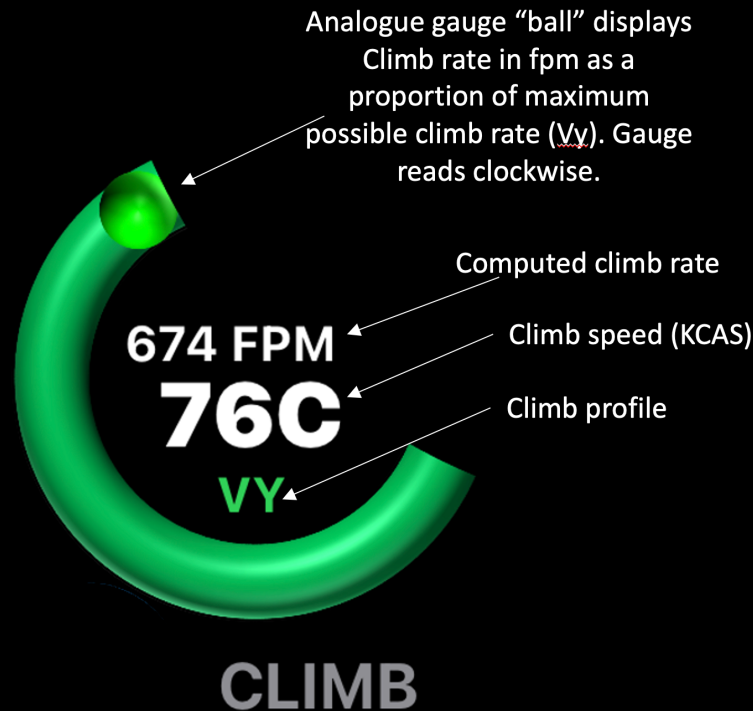 Analogue gauge “ball” displays
Climb rate in fpm as a
proportion of maximum
possible climb rate (Vy). Gauge
reads clockwise.
Computed climb rate
674 FPM
Climb speed (KCAS)
76C
Climb profile
VY
CLIMB